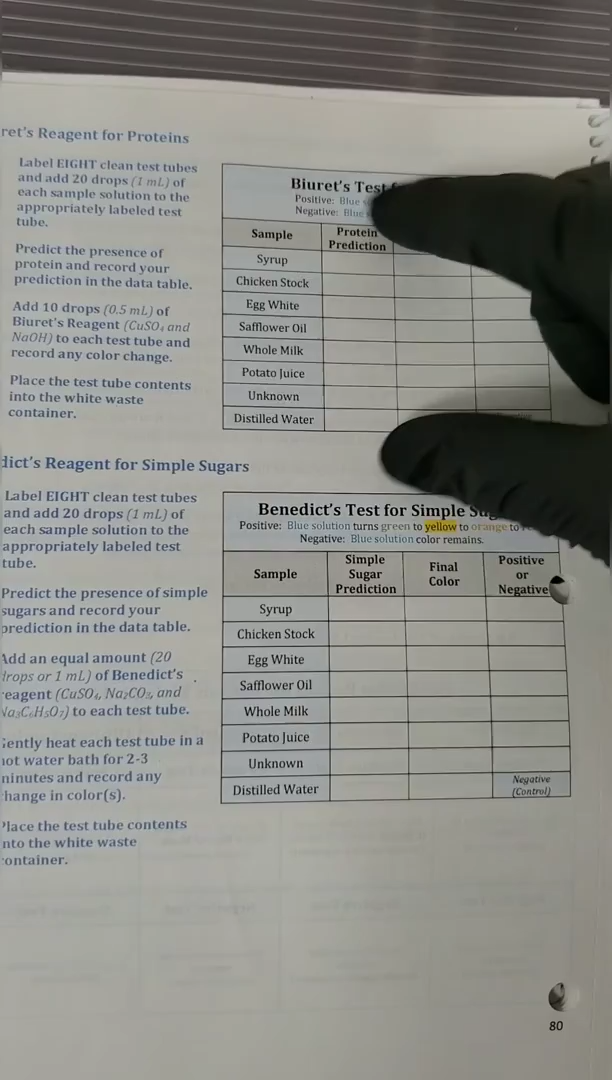 ret's Reagent for Proteins
Label EIGHT clean test tubes
and add 20 drops (1 mL) of
each sample solution to the
appropriately labeled test
tube.
Predict the presence of
protein and record your
prediction in the data table.
Add 10 drops (0.5 mL) of
Biuret's Reagent (CuSO₄ and
NaOH) to each test tube and
record any color change.
Place the test tube contents
into the white waste
container.
Biuret's Test
Positive: Blue
Negative: Blue
Sample
Protein
Prediction
Syrup
Chicken Stock
Egg White
Safflower Oil
Whole Milk
Potato Juice
Unknown
Distilled Water
dict's Reagent for Simple Sugars
Label EIGHT clean test tubes
and add 20 drops (1 mL) of
each sample solution to the
appropriately labeled test
tube.
Predict the presence of simple
sugars and record your
prediction in the data table.
Add an equal amount (20
drops or 1 mL) of Benedict's
reagent (CuSO₄, Na₂CO₃, and
Na₃C₆H₅O₇) to each test tube.
Gently heat each test tube in a
hot water bath for 2-3
minutes and record any
change in color(s).
Place the test tube contents
into the white waste
container.
Benedict's Test for Simple
Positive: Blue solution turns green to yellow to orange to
Negative: Blue solution color remains.
Sample
Simple
Sugar
Prediction
Final
Color
Positive
or
Negative
Syrup
Chicken Stock
Egg White
Safflower Oil
Whole Milk
Potato Juice
Unknown
Distilled Water
Negative
(Control)
80